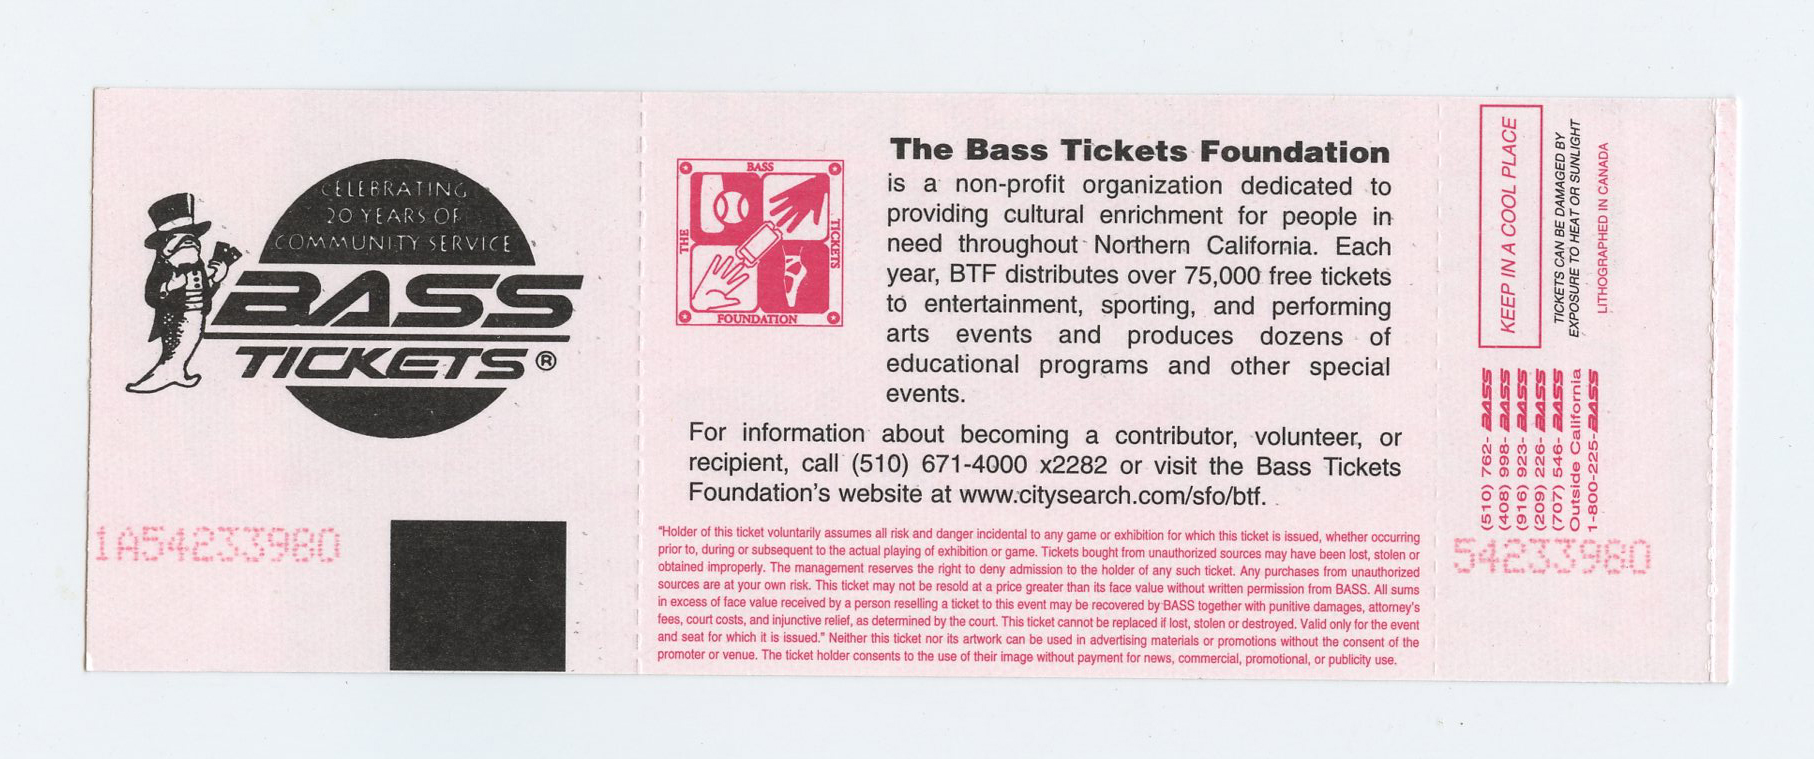 CELEBRATING
20 YEARS OF
COMMUNITY SERVICE
BASS
TICKETS®
1A54233980
THE
BASS
TICKETS
FOUNDATION
The Bass Tickets Foundation
is a non-profit organization dedicated to
providing cultural enrichment for people in
need throughout Northern California. Each
year, BTF distributes over 75,000 free tickets
to entertainment, sporting, and performing
arts events and produces dozens of
educational programs and other special
events.
For information about becoming a contributor, volunteer, or
recipient, call (510) 671-4000 x2282 or visit the Bass Tickets
Foundation's website at www.citysearch.com/sfo/btf.
"Holder of this ticket voluntarily assumes all risk and danger incidental to any game or exhibition for which this ticket is issued, whether occurring
prior to, during or subsequent to the actual playing of exhibition or game. Tickets bought from unauthorized sources may have been lost, stolen or
obtained improperly. The management reserves the right to deny admission to the holder of any such ticket. Any purchases from unauthorized
sources are at your own risk. This ticket may not be resold at a price greater than its face value without written permission from BASS. All sums
in excess of face value received by a person reselling a ticket to this event may be recovered by BASS together with punitive damages, attorney's
fees, court costs, and injunctive relief, as determined by the court. This ticket cannot be replaced if lost, stolen or destroyed. Valid only for the event
and seat for which it is issued." Neither this ticket nor its artwork can be used in advertising materials or promotions without the consent of the
promoter or venue. The ticket holder consents to the use of their image without payment for news, commercial, promotional, or publicity use.
KEEP IN A COOL PLACE
TICKETS CAN BE DAMAGED BY
EXPOSURE TO HEAT OR SUNLIGHT
LITHOGRAPHED IN CANADA
(510) 762-BASS
(408) 998-BASS
(916) 923-BASS
(209) 226-BASS
(707) 546-BASS
Outside California
1-800-225-BASS
54233980